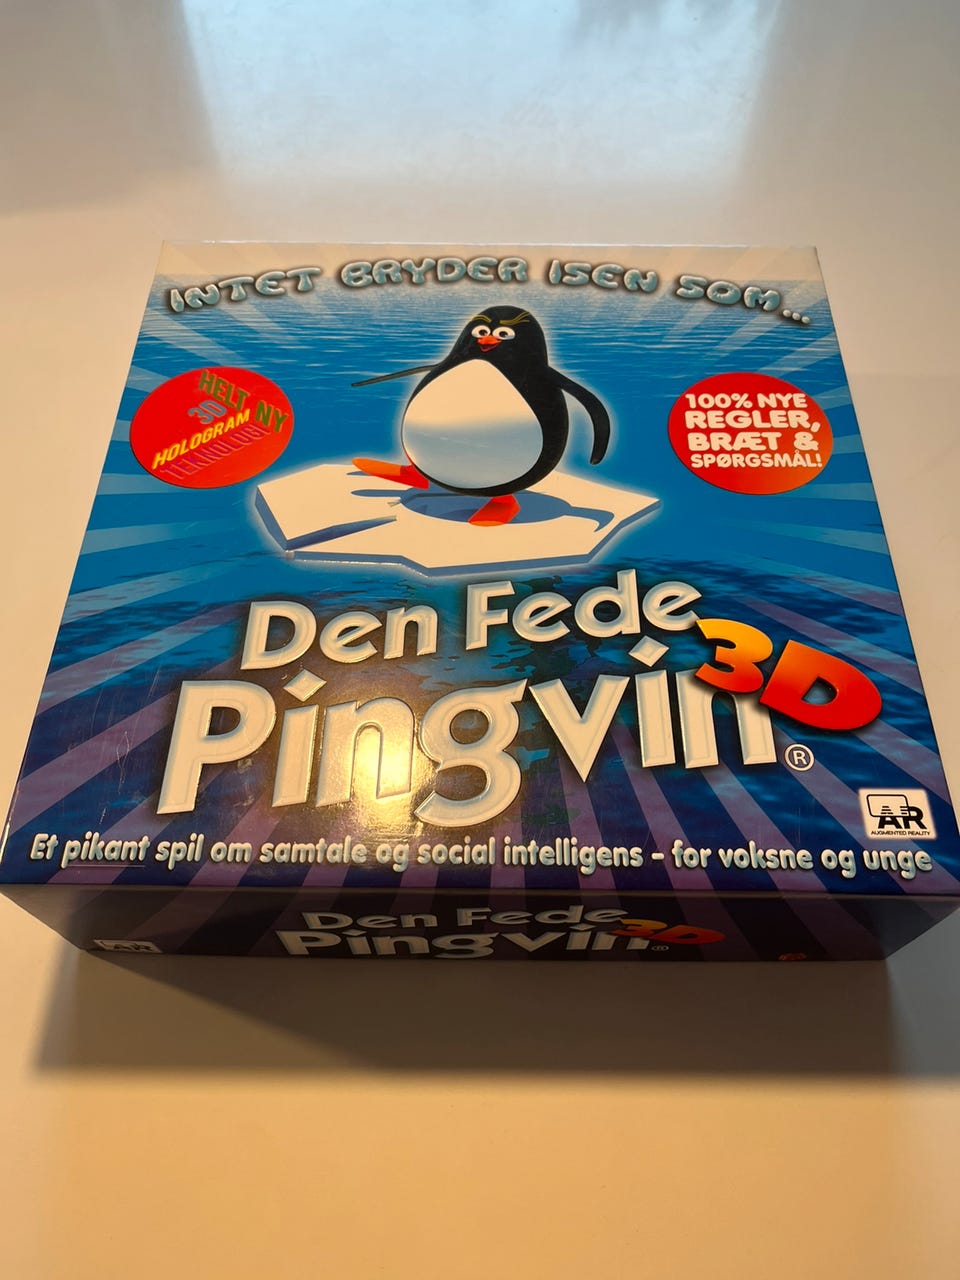 INTET BRYDER ISEN SOM...
HELT NY
3D
HOLOGRAM
TEKNOLOGI
100% NYE
REGLER,
BRÆT &
SPØRGSMÅL!
Den Fede
Pingvin 3D
®
AR
AUGMENTED REALITY
Et pikant spil om samtale og social intelligens - for voksne og unge
Den Fede
Pingvin 3D
®
AR